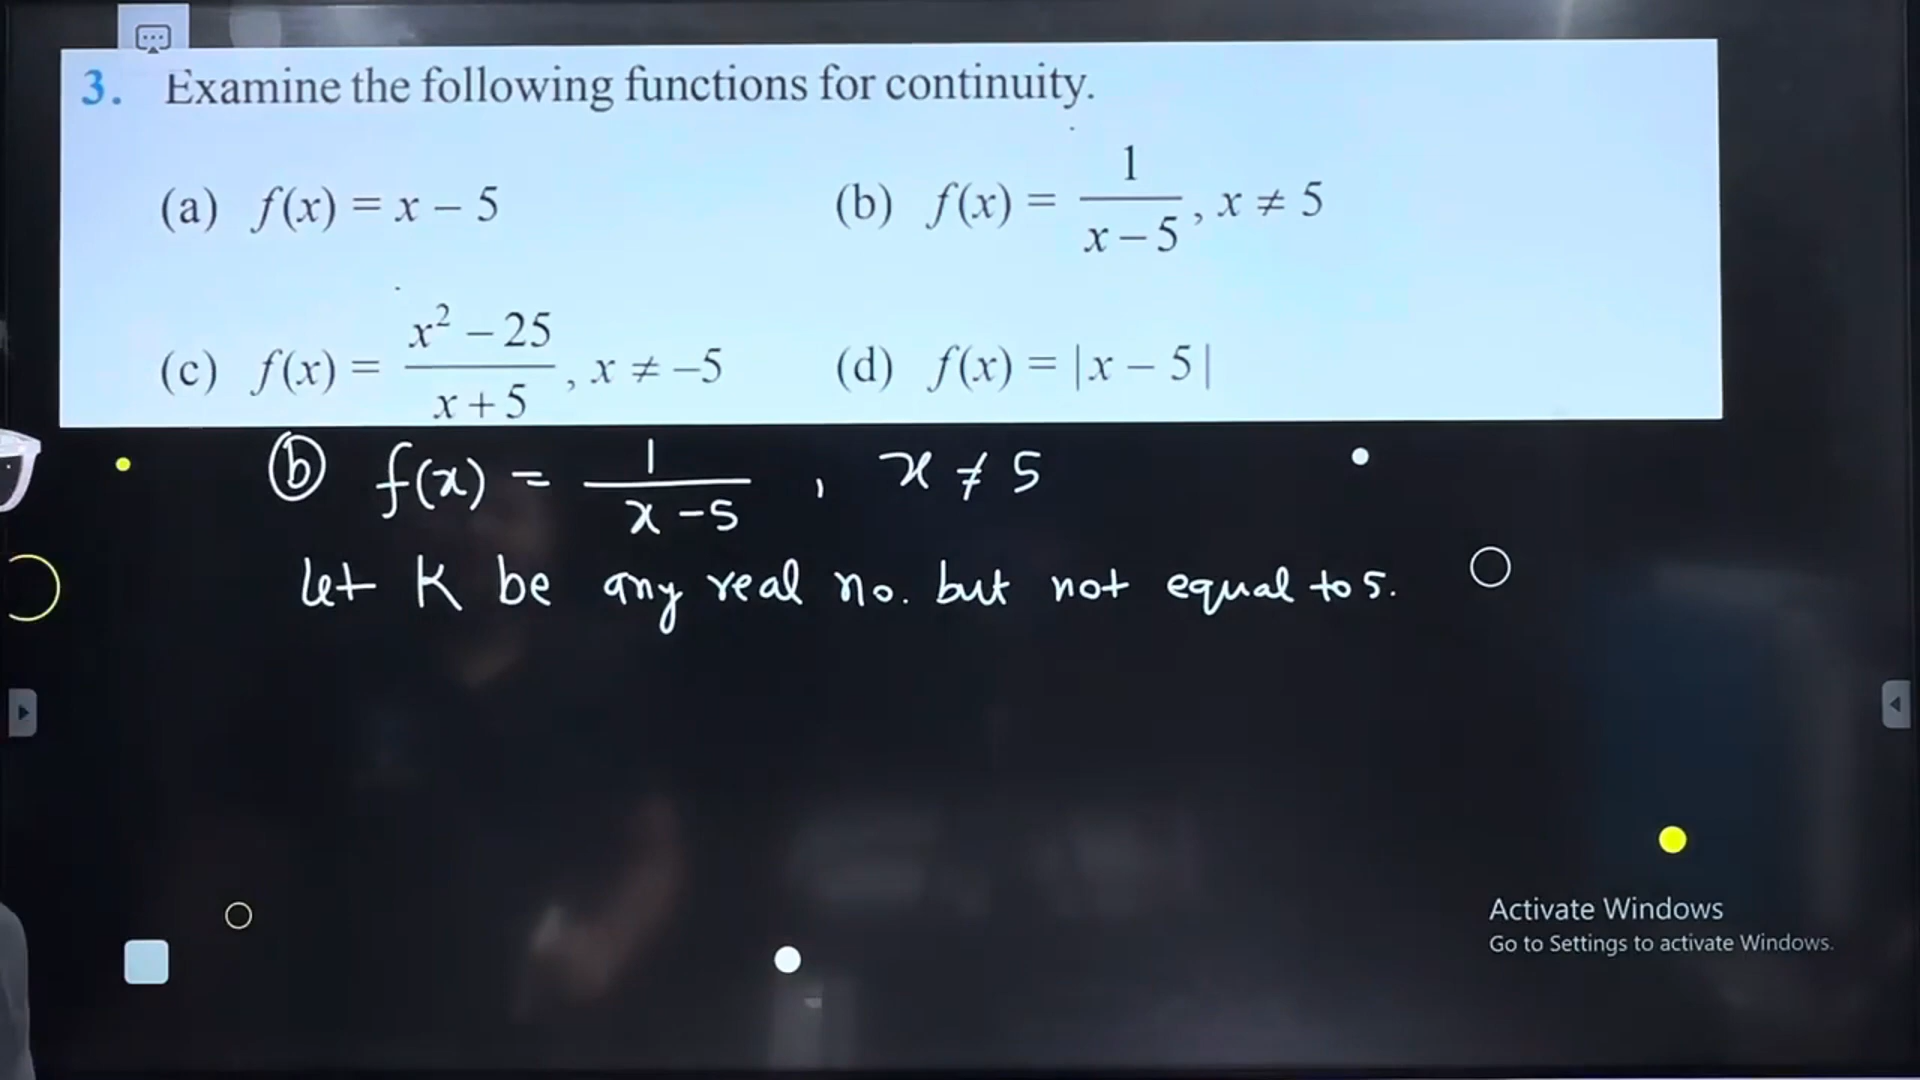 3. Examine the following functions for continuity.
(a) f(x) = x – 5 (b) f(x) = 1/(x – 5), x ≠ 5
(c) f(x) = (x² – 25)/(x + 5), x ≠ –5 (d) f(x) = |x – 5|
ⓑ f(x) = 1/(x – 5), x ≠ 5
Let K be any real no. but not equal to 5.
Activate Windows
Go to Settings to activate Windows.